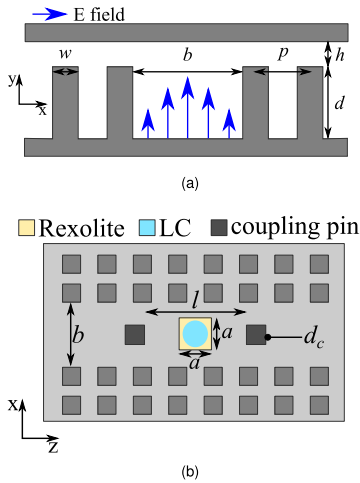 E field
w
b
p
h
y
x
d
(a)
Rexolite LC coupling pin
l
b
a
a
d_c
x
z
(b)